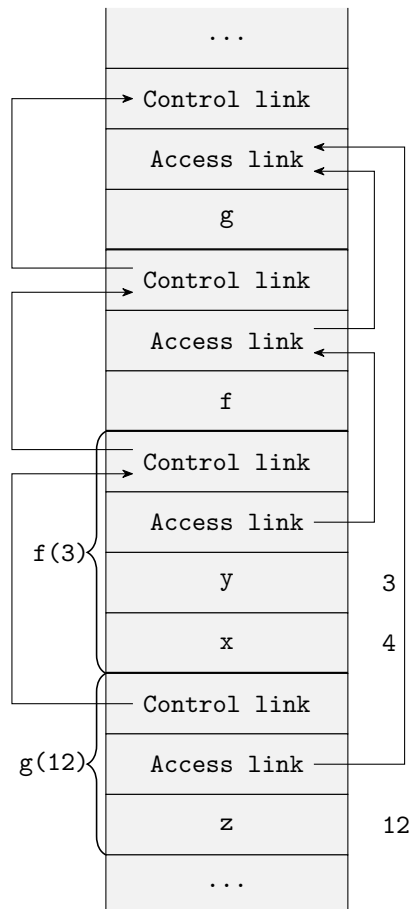 ...
Control link
Access link
g
Control link
Access link
f
Control link
f(3)
Access link
y 3
x 4
Control link
g(12)
Access link
z 12
...